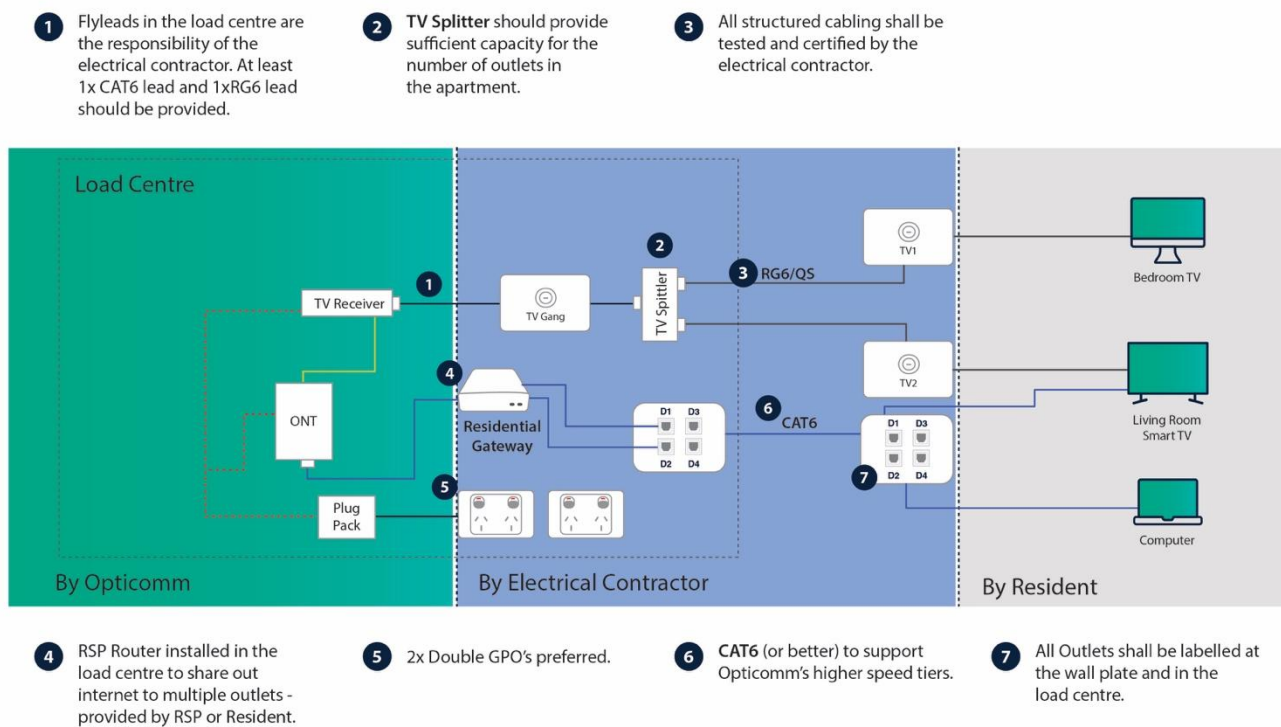 1
Flyleads in the load centre are
the responsibility of the
electrical contractor. At least
1x CAT6 lead and 1xRG6 lead
should be provided.
2
TV Splitter should provide
sufficient capacity for the
number of outlets in
the apartment.
3
All structured cabling shall be
tested and certified by the
electrical contractor.
Load Centre
TV Receiver
1
TV Gang
2
TV Spittler
3
RG6/QS
TV1
Bedroom TV
ONT
4
Residential
Gateway
D1 D3
D2 D4
6
CAT6
TV2
D1 D3
D2 D4
7
Living Room
Smart TV
Plug
Pack
5
Computer
By Opticomm
By Electrical Contractor
By Resident
4
RSP Router installed in the
load centre to share out
internet to multiple outlets -
provided by RSP or Resident.
5
2x Double GPO's preferred.
6
CAT6 (or better) to support
Opticomm's higher speed tiers.
7
All Outlets shall be labelled at
the wall plate and in the
load centre.